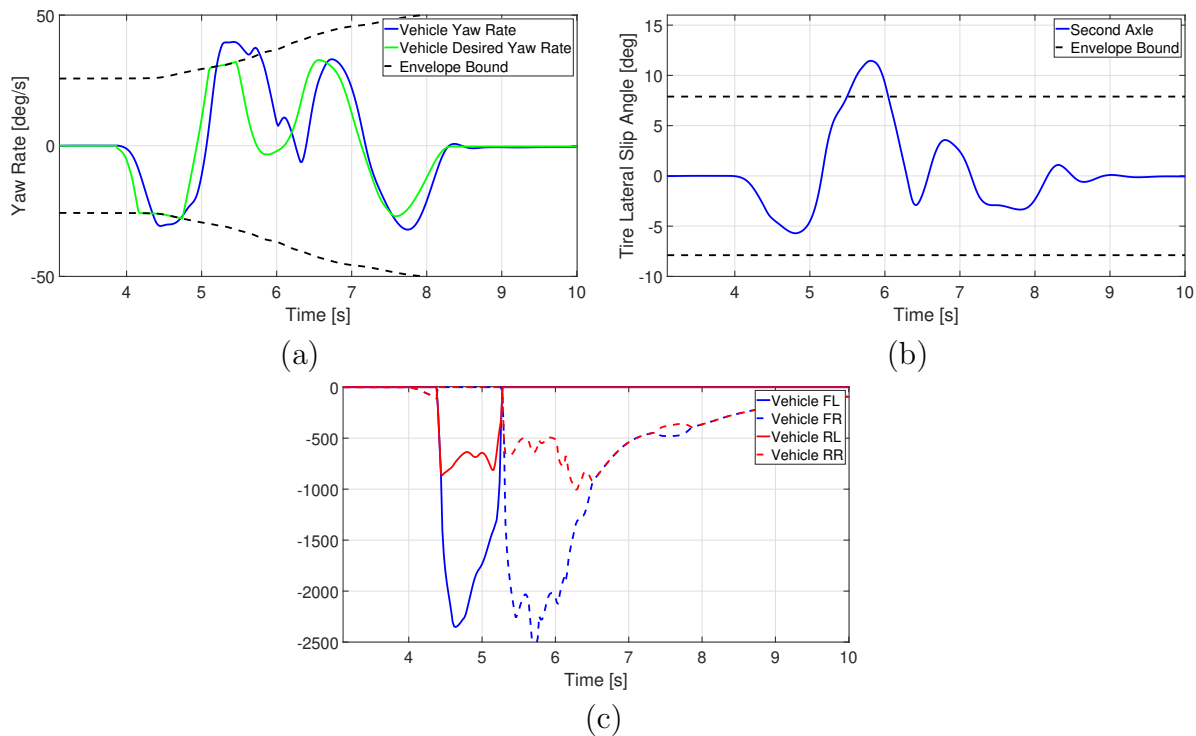 50
0
-50
Yaw Rate [deg/s]
Vehicle Yaw Rate
Vehicle Desired Yaw Rate
Envelope Bound
4 5 6 7 8 9 10
Time [s]
(a)
15
10
5
0
-5
-10
Tire Lateral Slip Angle [deg]
Second Axle
Envelope Bound
4 5 6 7 8 9 10
Time [s]
(b)
0
-500
-1000
-1500
-2000
-2500
Vehicle FL
Vehicle FR
Vehicle RL
Vehicle RR
4 5 6 7 8 9 10
Time [s]
(c)